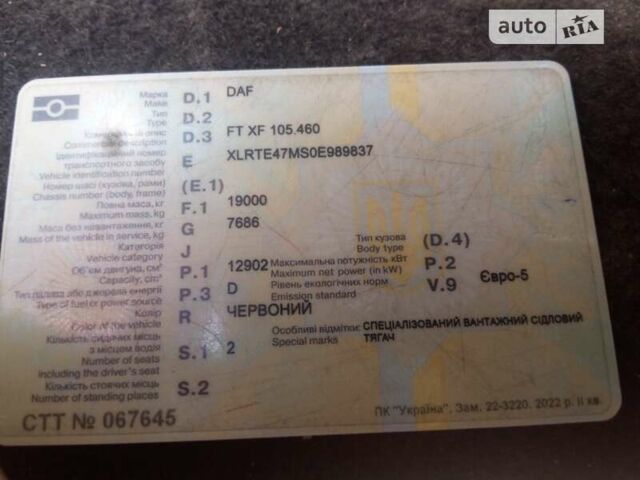 auto RIA
Марка
Make D.1 DAF
Тип
Type D.2
Комерційний опис
Commercial description D.3 FT XF 105.460
Ідентифікаційний номер
транспортного засобу E XLRTE47MS0E989837
Vehicle identification number
Номер шасі (кузова, рами) (E.1)
Chassis number (body, frame)
Повна маса, кг F.1 19000
Maximum mass, kg
Маса без навантаження, кг G 7686
Mass of the vehicle in service, kg
Категорія J
Vehicle category
Тип кузова (D.4)
Body type
Об'єм двигуна, см³ P.1 12902
Capacity, cm³
Максимальна потужність кВт P.2
Maximum net power (in kW)
Тип палива або джерела енергії P.3 D
Type of fuel or power source
Рівень екологічних норм V.9 Євро-5
Emission standard
Колір R ЧЕРВОНИЙ
Color of the vehicle
Особливі відмітки: СПЕЦІАЛІЗОВАНИЙ ВАНТАЖНИЙ СІДЛОВИЙ
Special marks ТЯГАЧ
Кількість сидячих місць
з місцем водія S.1 2
Number of seats
including the driver's seat
Кількість стоячих місць S.2
Number of standing places
СТТ № 067645
ПК "Україна". Зам. 22-3220. 2022 р. ІІ кв.